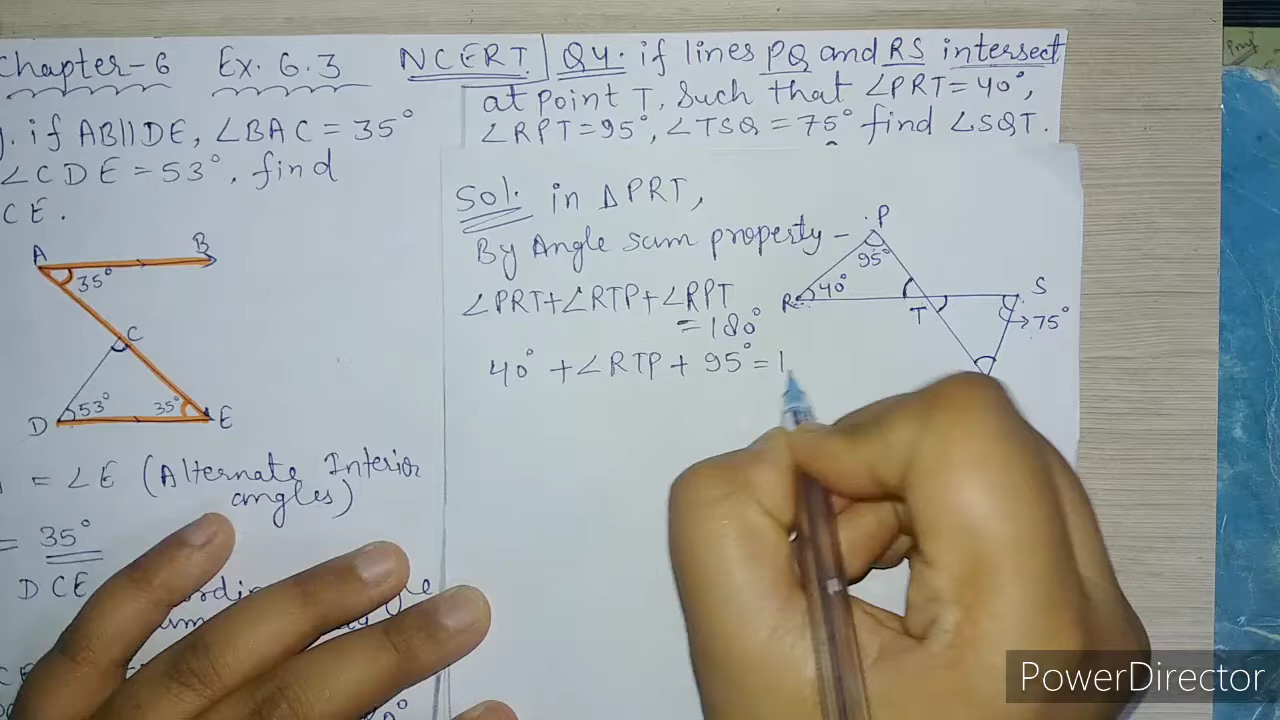 Chapter-6 Ex. 6.3 NCERT
if AB||DE, ∠BAC = 35°
∠CDE = 53°, find
CE.
A B
35°
C
53° 35°
D E
= ∠E (Alternate Interior
angles)
= 35°
DCE
Q4. if lines PQ and RS intersect
at point T, Such that ∠PRT = 40°,
∠RPT = 95°, ∠TSQ = 75° find ∠SQT.
Sol. in ΔPRT,
By Angle sum property -
∠PRT + ∠RTP + ∠RPT
= 180°
40° + ∠RTP + 95° = 1
P
95°
R 40° T S
75°
PowerDirector